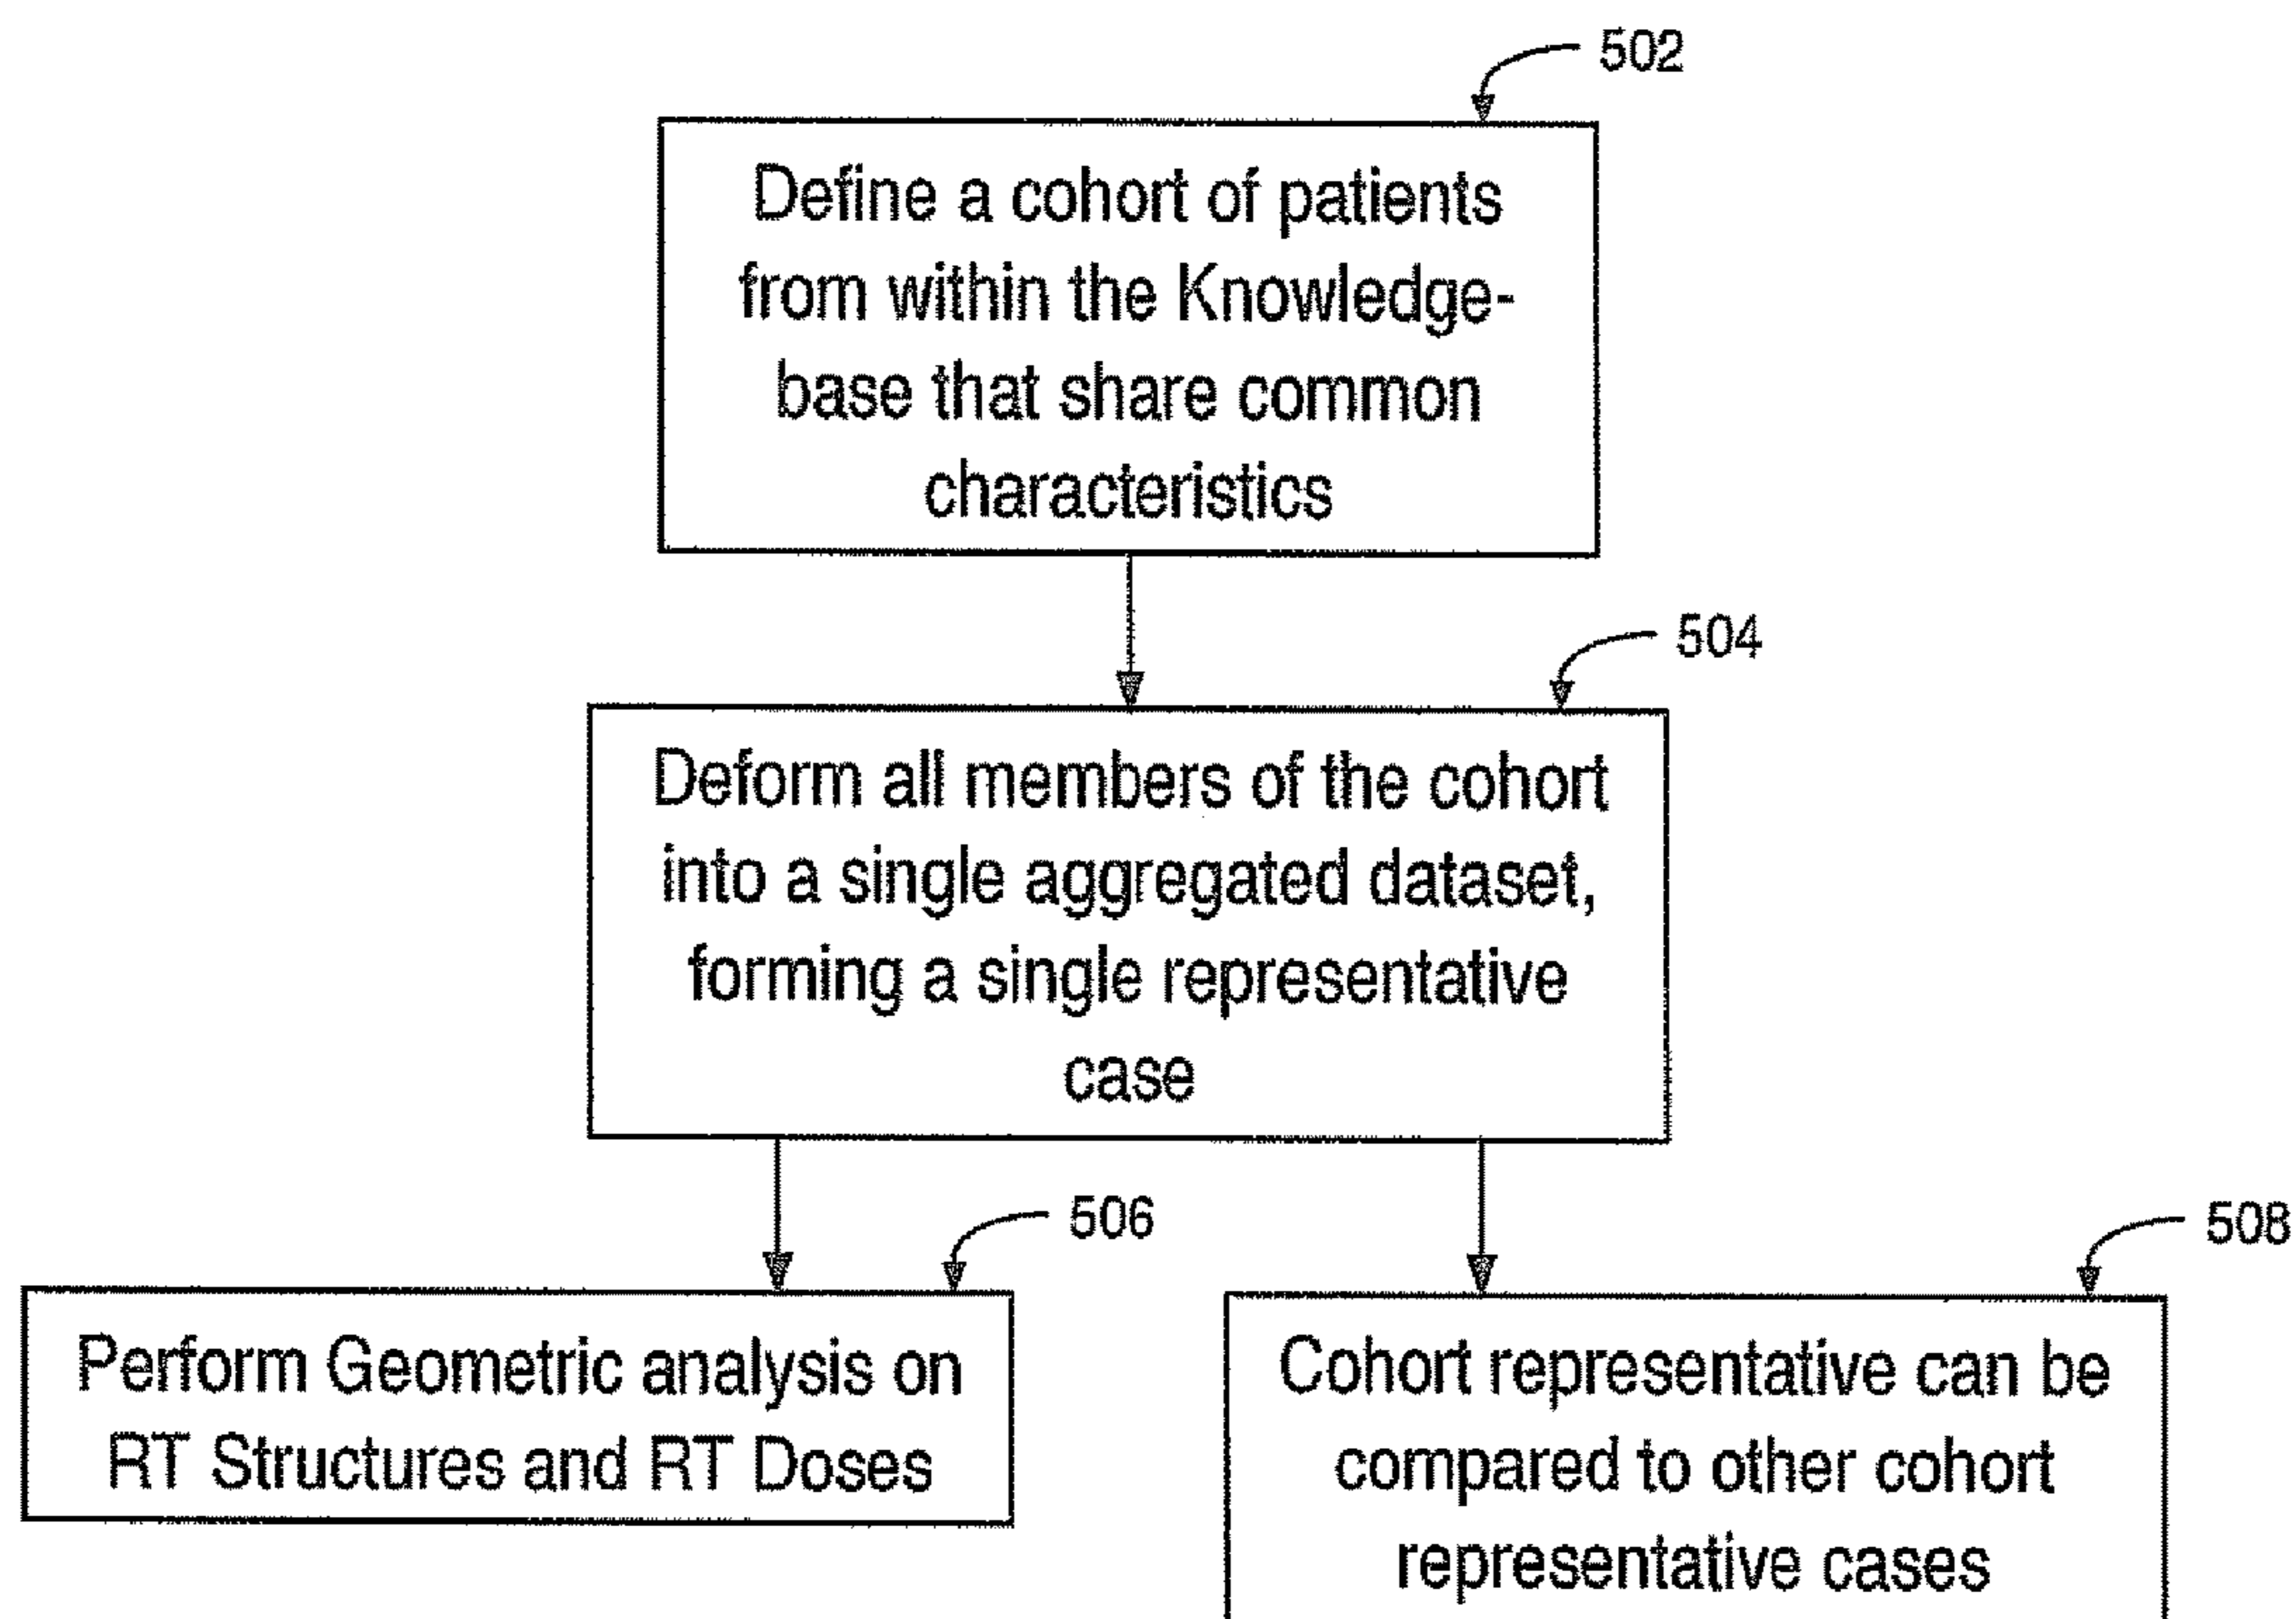 502
Define a cohort of patients
from within the Knowledge-
base that share common
characteristics
504
Deform all members of the cohort
into a single aggregated dataset,
forming a single representative
case
506
Perform Geometric analysis on
RT Structures and RT Doses
508
Cohort representative can be
compared to other cohort
representative cases